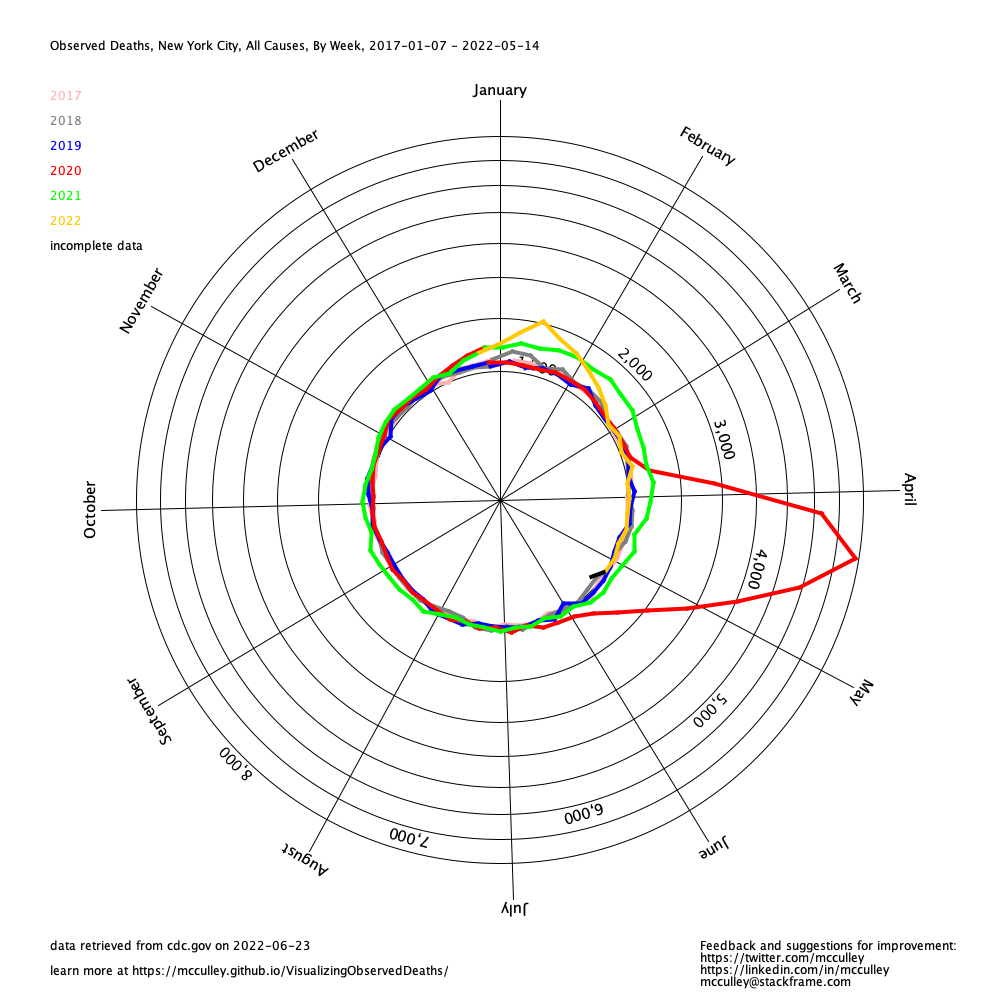 Observed Deaths, New York City, All Causes, By Week, 2017-01-07 - 2022-05-14
January
2017
2018
2019
2020
2021
2022
incomplete data
December
February
November
March
1,000
2,000
3,000
October
April
4,000
May
September
5,000
8,000
6,000
7,000
June
August
July
data retrieved from cdc.gov on 2022-06-23
learn more at https://mcculley.github.io/VisualizingObservedDeaths/
Feedback and suggestions for improvement:
https://twitter.com/mcculley
https://linkedin.com/in/mcculley
mcculley@stackframe.com